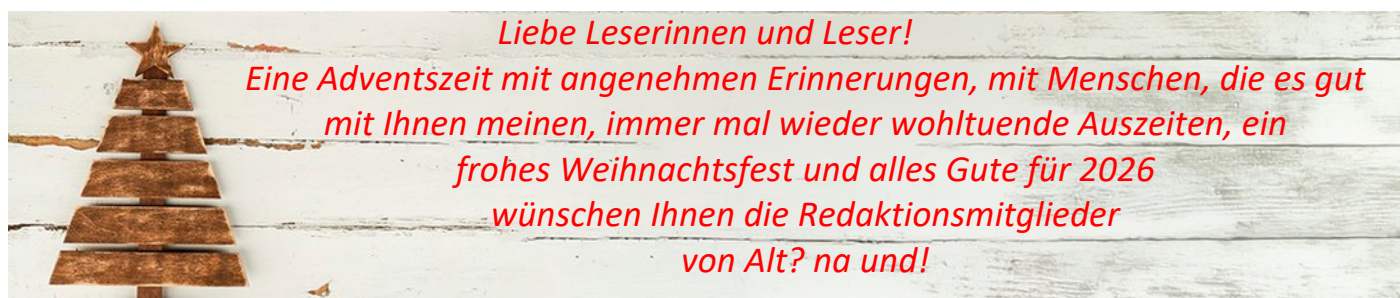 Liebe Leserinnen und Leser!
Eine Adventszeit mit angenehmen Erinnerungen, mit Menschen, die es gut
mit Ihnen meinen, immer mal wieder wohltuende Auszeiten, ein
frohes Weihnachtsfest und alles Gute für 2026
wünschen Ihnen die Redaktionsmitglieder
von Alt? na und!